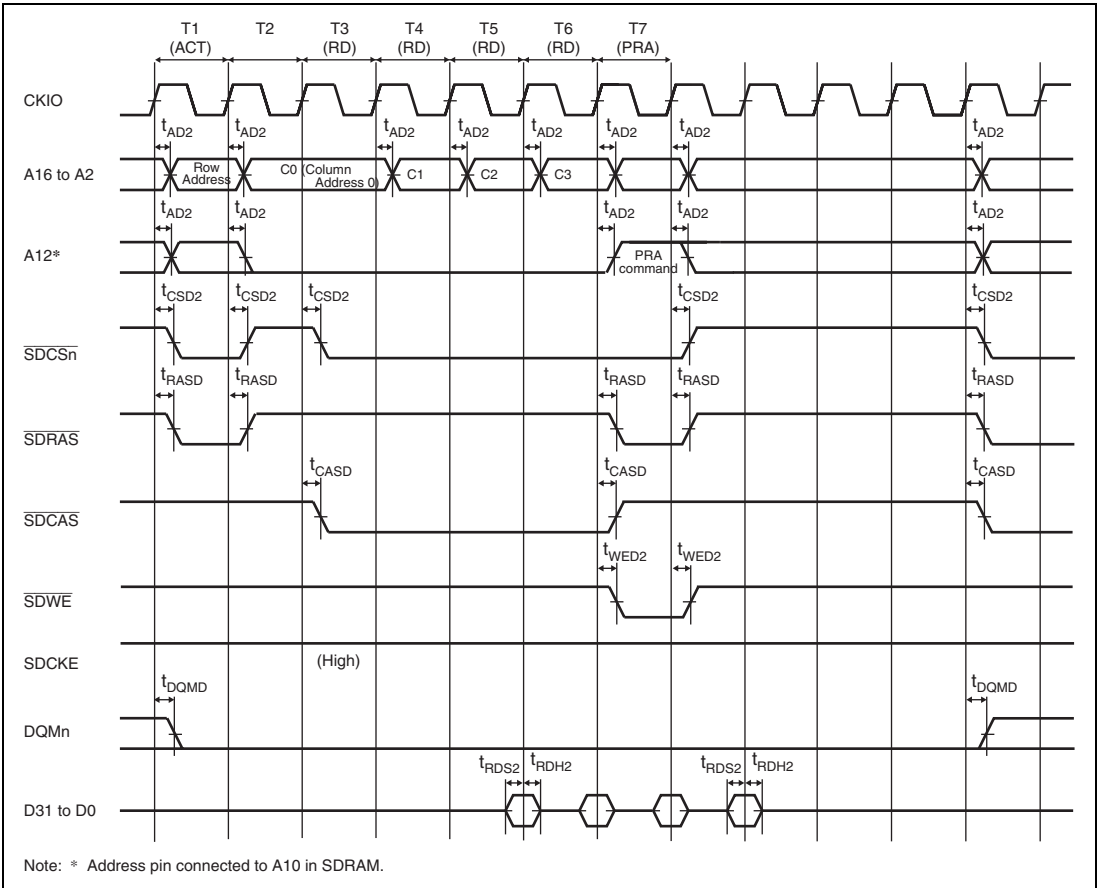 T1 T2 T3 T4 T5 T6 T7
(ACT) (RD) (RD) (RD) (RD) (PRA)
CKIO
tAD2 tAD2 tAD2 tAD2 tAD2 tAD2 tAD2 tAD2
A16 to A2
Row Address
C0 (Column Address 0)
C1 C2 C3
tAD2 tAD2 tAD2 tAD2 tAD2
A12*
PRA command
tCSD2 tCSD2 tCSD2 tCSD2 tCSD2
SDCSn
tRASD tRASD tRASD tRASD tRASD
SDRAS
tCASD tCASD tCASD
SDCAS
tWED2 tWED2
SDWE
SDCKE
(High)
tDQMD tDQMD
DQMn
tRDS2 tRDH2 tRDS2 tRDH2
D31 to D0
Note: * Address pin connected to A10 in SDRAM.